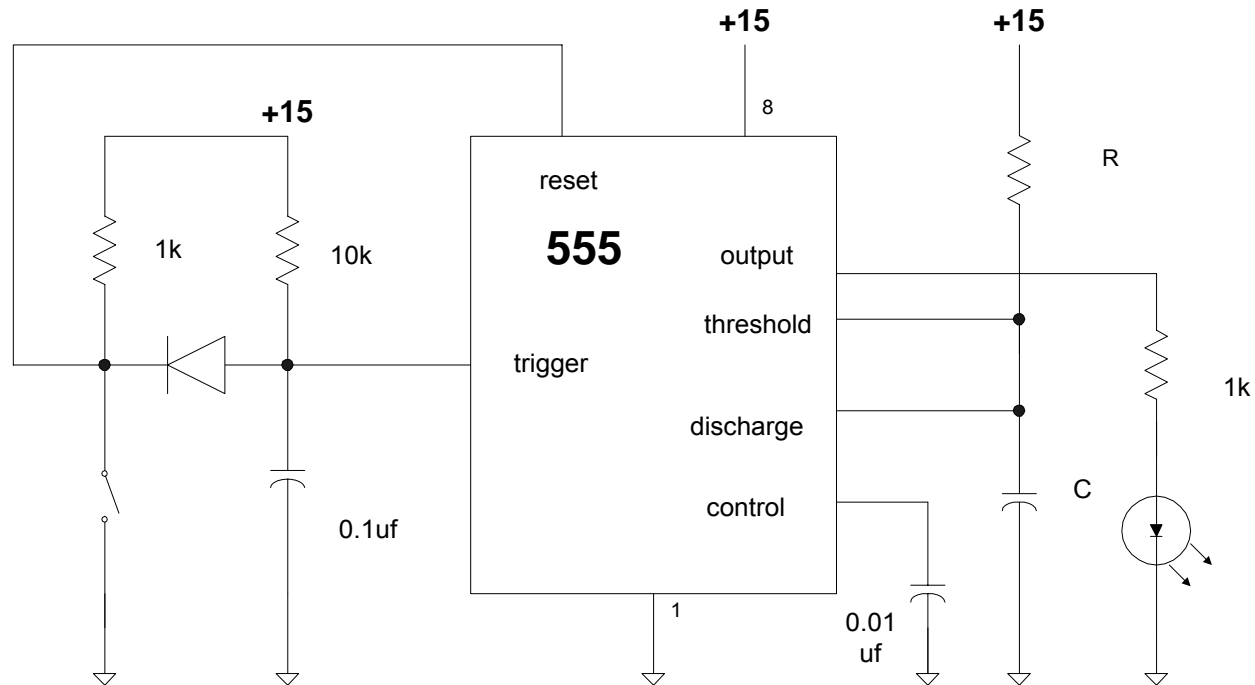 +15
+15
8
+15
reset
R
1k
10k
555
output
threshold
trigger
1k
discharge
C
control
0.1uf
1
0.01
uf